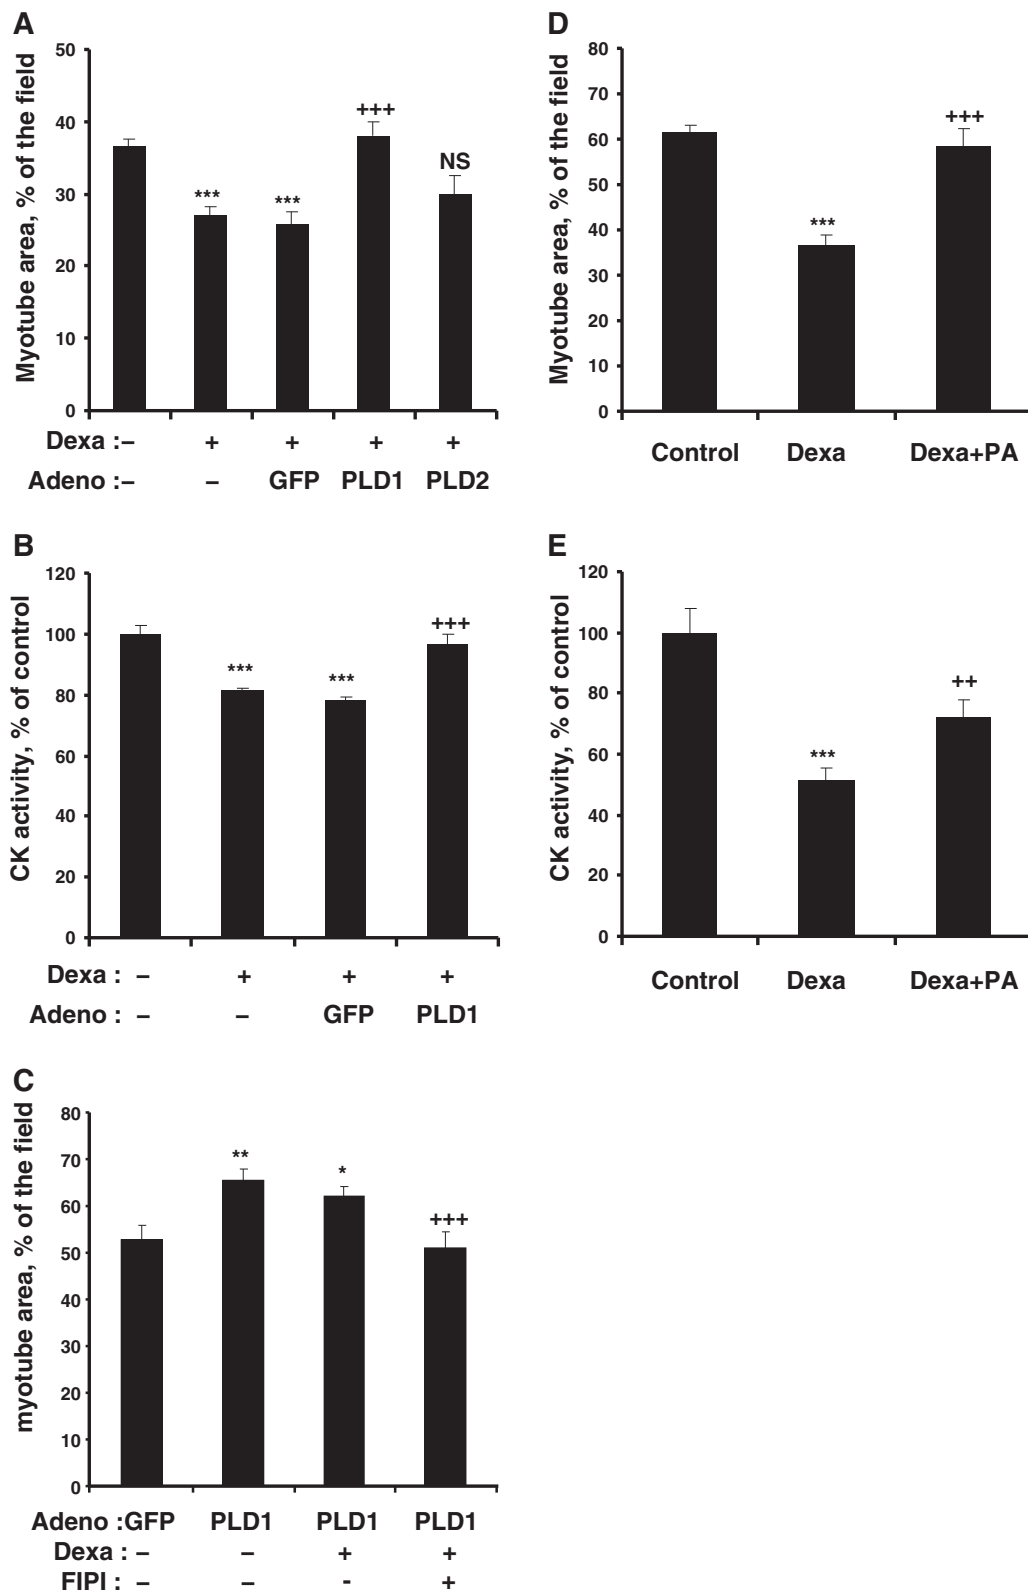 A
Myotube area, % of the field
50
40
30
20
10
0
***
***
+++
NS
Dexa :– + + + +
Adeno :– – GFP PLD1 PLD2
B
CK activity, % of control
120
100
80
60
40
20
0
***
***
+++
Dexa : – + + +
Adeno : – – GFP PLD1
C
myotube area, % of the field
80
70
60
50
40
30
20
10
0
**
*
+++
Adeno :GFP PLD1 PLD1 PLD1
Dexa : – – + +
FIPI : – – - +
D
Myotube area, % of the field
80
70
60
50
40
30
20
10
0
***
+++
Control Dexa Dexa+PA
E
CK activity, % of control
120
100
80
60
40
20
0
***
++
Control Dexa Dexa+PA